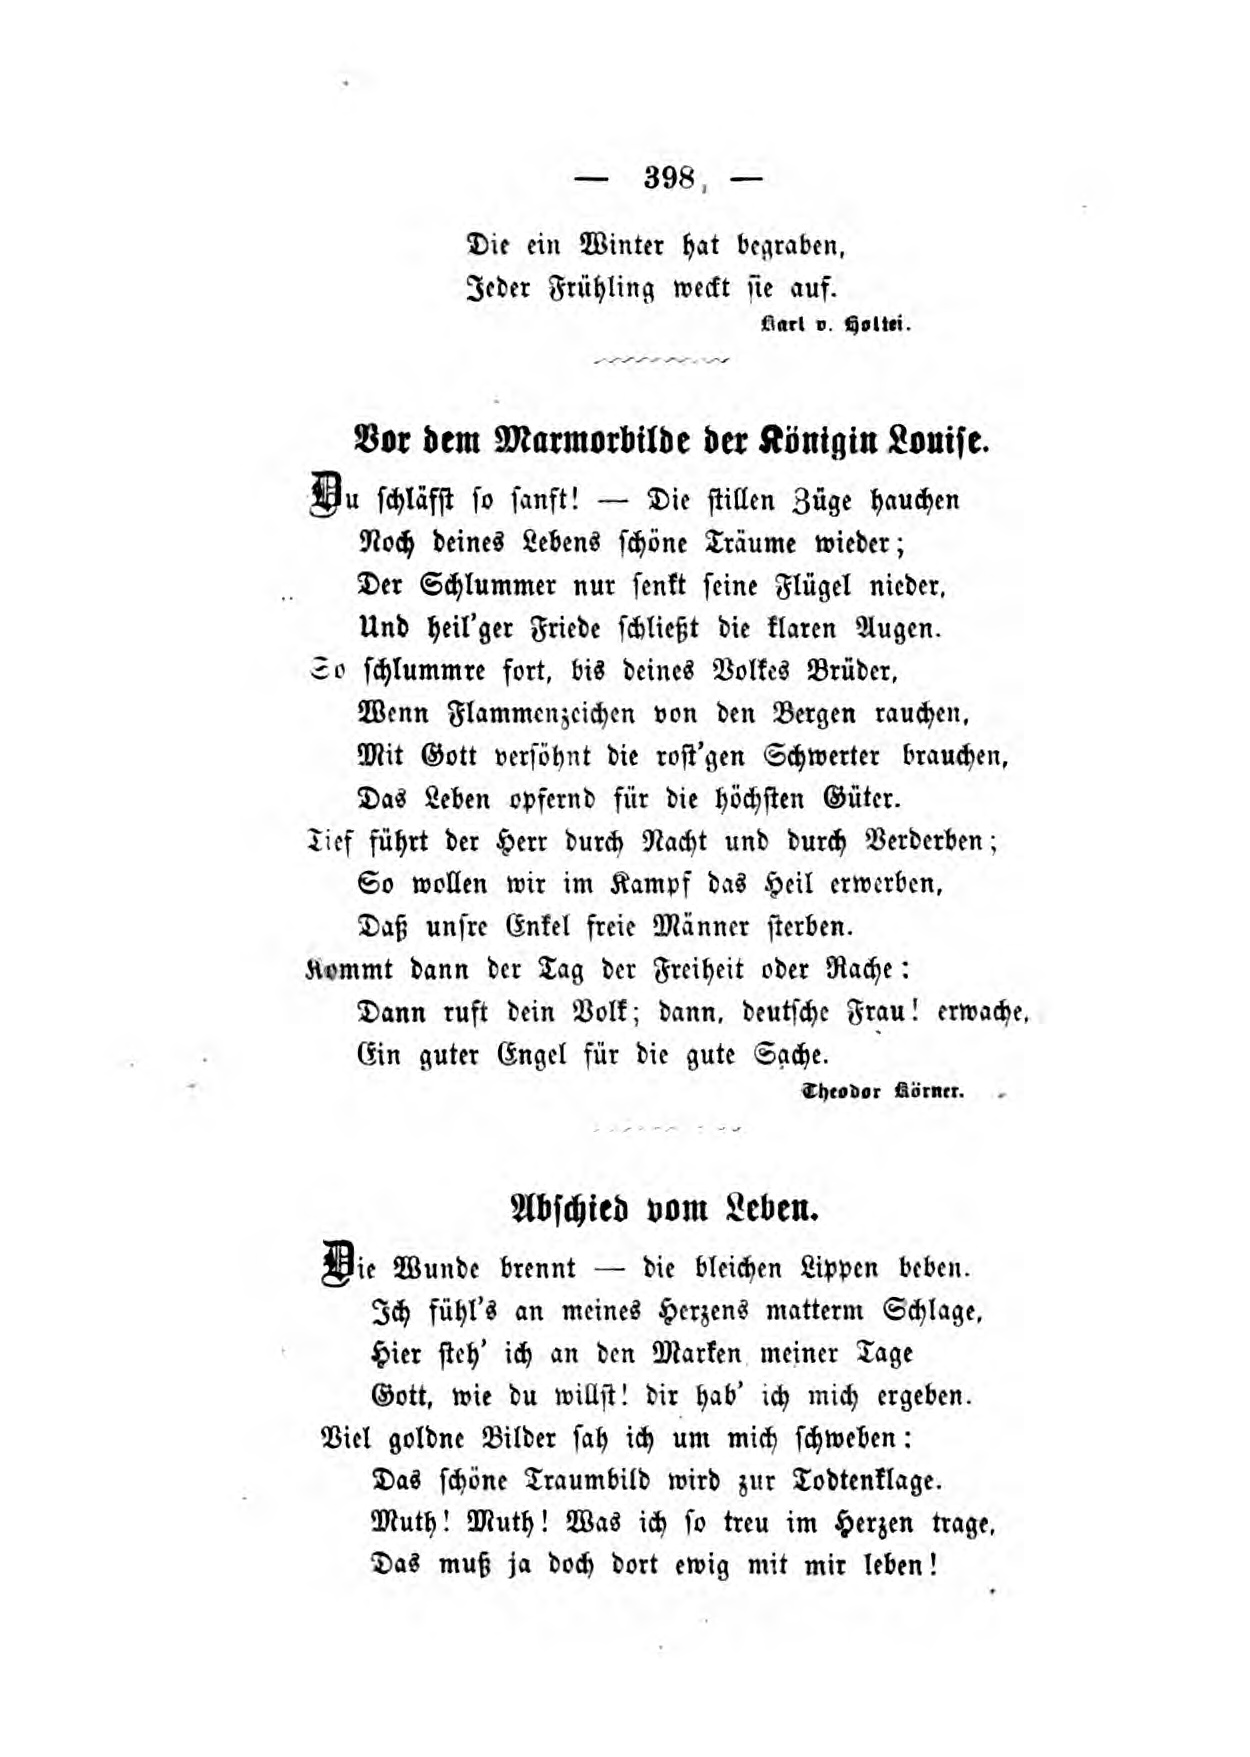 — 398 —
Die ein Winter hat begraben,
Jeder Frühling weckt ſie auf.
Karl v. Holtei.
Vor dem Marmorbilde der Königin Louiſe.
Du ſchläfſt ſo ſanft! — Die ſtillen Züge hauchen
Noch deines Lebens ſchöne Träume wieder;
Der Schlummer nur ſenkt ſeine Flügel nieder,
Und heil'ger Friede ſchließt die klaren Augen.
So ſchlummre fort, bis deines Volkes Brüder,
Wenn Flammenzeichen von den Bergen rauchen,
Mit Gott verſöhnt die roſt'gen Schwerter brauchen,
Das Leben opfernd für die höchſten Güter.
Tief führt der Herr durch Nacht und durch Verderben;
So wollen wir im Kampf das Heil erwerben,
Daß unſre Enkel freie Männer ſterben.
Kommt dann der Tag der Freiheit oder Rache:
Dann ruft dein Volk; dann, deutſche Frau! erwache,
Ein guter Engel für die gute Sache.
Theodor Körner.
Abſchied vom Leben.
Die Wunde brennt — die bleichen Lippen beben.
Ich fühl's an meines Herzens matterm Schlage,
Hier ſteh' ich an den Marken meiner Tage
Gott, wie du willſt! dir hab' ich mich ergeben.
Viel goldne Bilder ſah ich um mich ſchweben:
Das ſchöne Traumbild wird zur Todtenklage.
Muth! Muth! Was ich ſo treu im Herzen trage,
Das muß ja doch dort ewig mit mir leben!